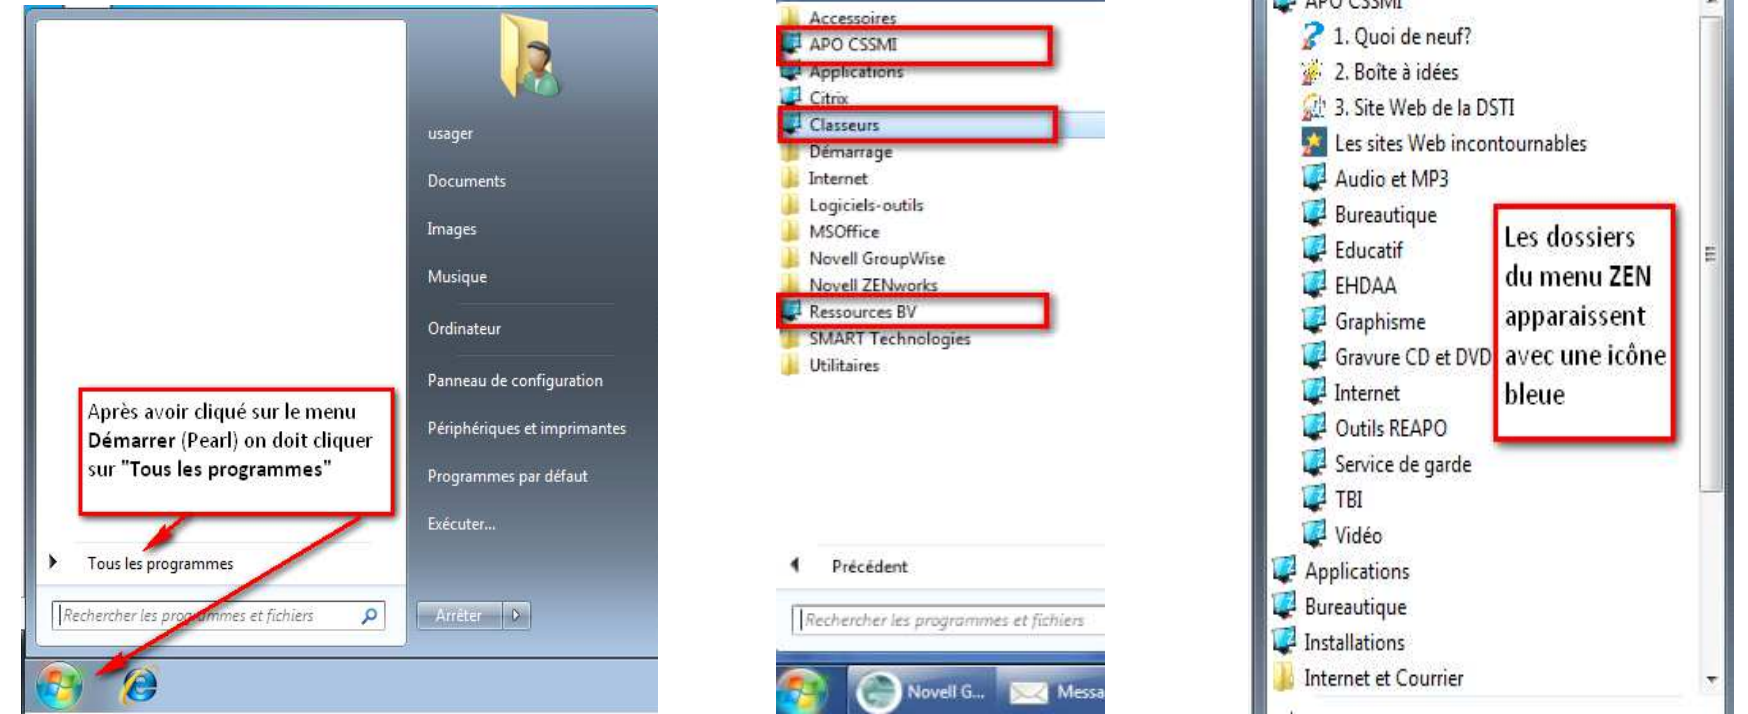 usager
Documents
Images
Musique
Ordinateur
Panneau de configuration
Périphériques et imprimantes
Programmes par défaut
Exécuter...
Après avoir cliqué sur le menu
Démarrer (Pearl) on doit cliquer
sur "Tous les programmes"
Tous les programmes
Rechercher les programmes et fichiers
Arrêter
Accessoires
APO CSSMI
Applications
Citrix
Classeurs
Démarrage
Internet
Logiciels-outils
MSOffice
Novell GroupWise
Novell ZENworks
Ressources BV
SMART Technologies
Utilitaires
Précédent
Rechercher les programmes et fichiers
Novell G...
Messa
APO CSSMI
1. Quoi de neuf?
2. Boîte à idées
3. Site Web de la DSTI
Les sites Web incontournables
Audio et MP3
Bureautique
Educatif
EHDAA
Graphisme
Gravure CD et DVD
Internet
Outils REAPO
Service de garde
TBI
Vidéo
Applications
Bureautique
Installations
Internet et Courrier
Les dossiers
du menu ZEN
apparaissent
avec une icône
bleue